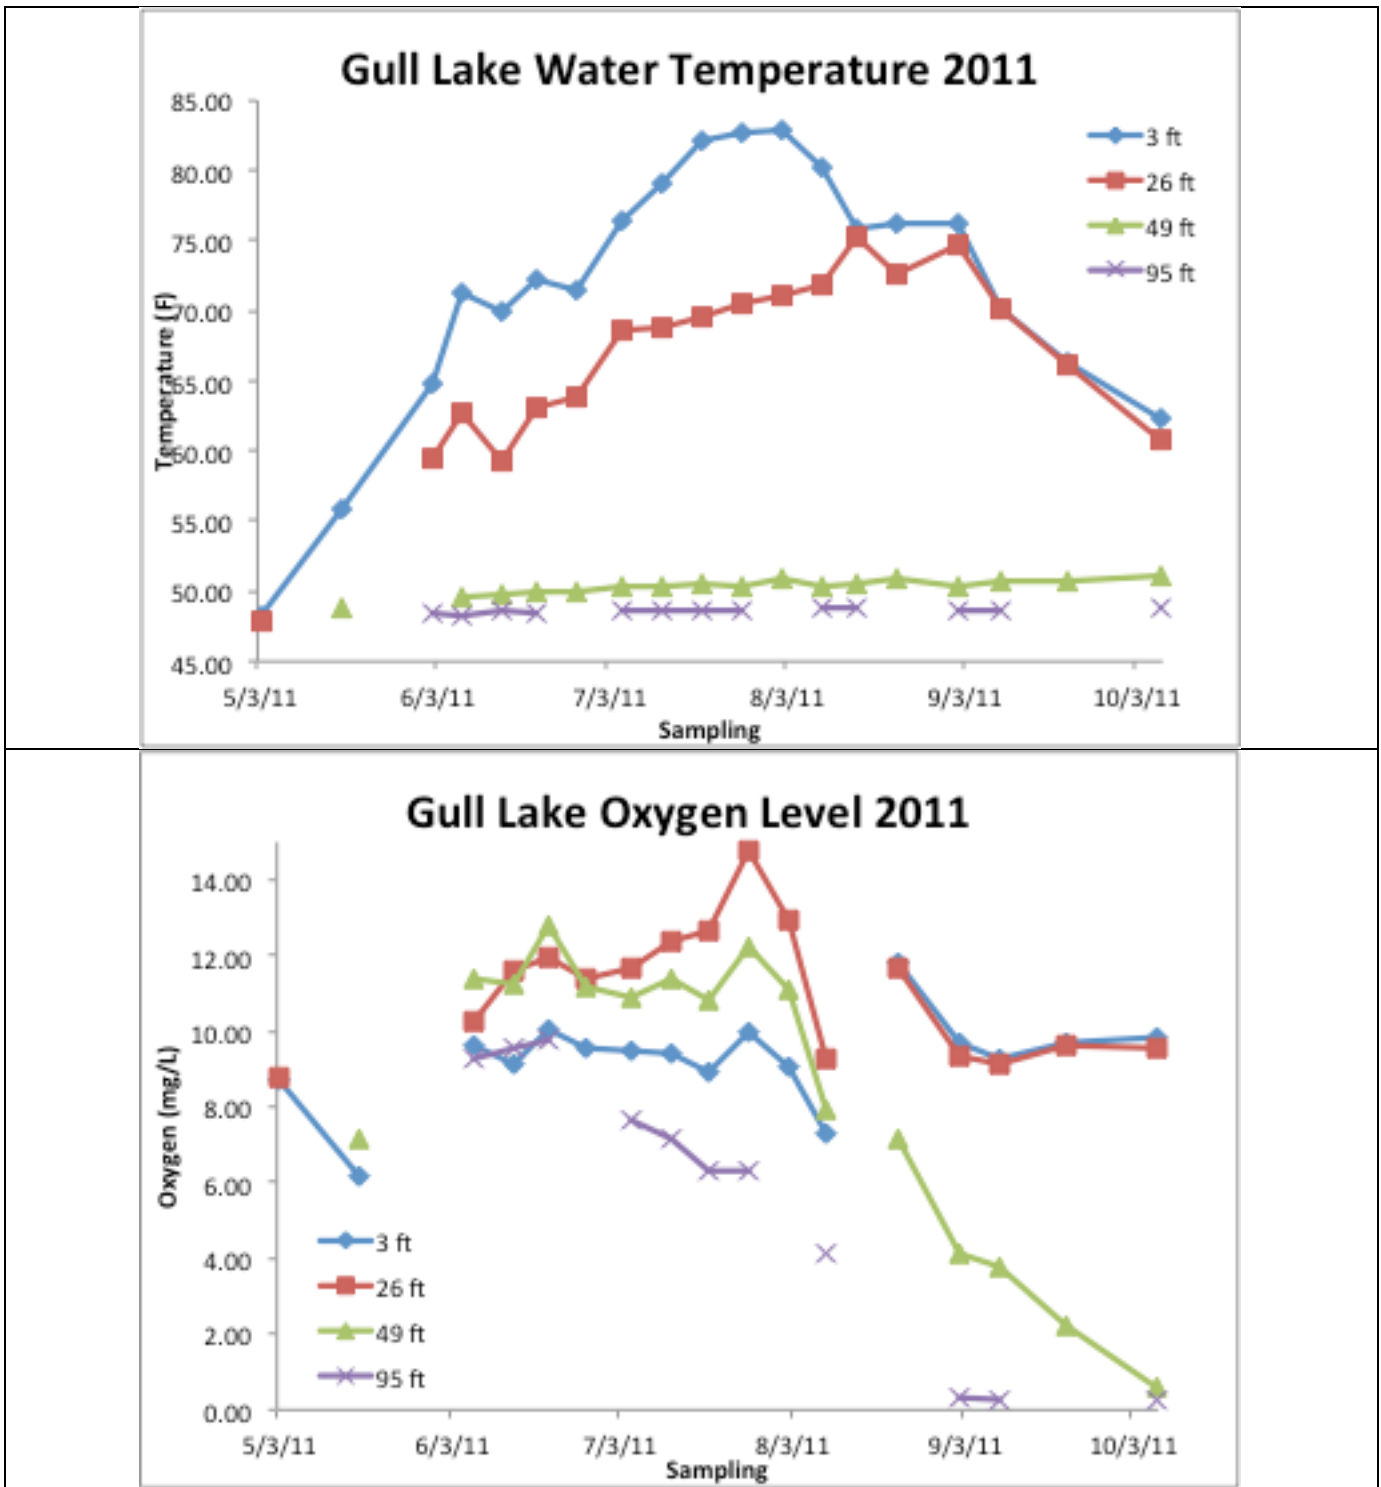 Gull Lake Water Temperature 2011
85.00
80.00
75.00
70.00
65.00
60.00
55.00
50.00
45.00
Temperature (F)
3 ft
26 ft
49 ft
95 ft
5/3/11 6/3/11 7/3/11 8/3/11 9/3/11 10/3/11
Sampling
Gull Lake Oxygen Level 2011
14.00
12.00
10.00
8.00
6.00
4.00
2.00
0.00
Oxygen (mg/L)
3 ft
26 ft
49 ft
95 ft
5/3/11 6/3/11 7/3/11 8/3/11 9/3/11 10/3/11
Sampling